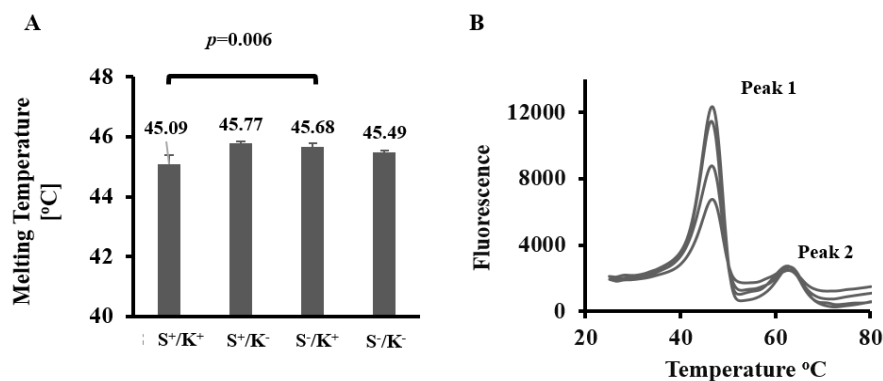 A
p=0.006
Melting Temperature
[°C]
48
46
44
42
40
45.09
45.77
45.68
45.49
S⁺/K⁺
S⁺/K⁻
S⁻/K⁺
S⁻/K⁻
B
Fluorescence
12000
8000
4000
0
Peak 1
Peak 2
20
40
60
80
Temperature °C